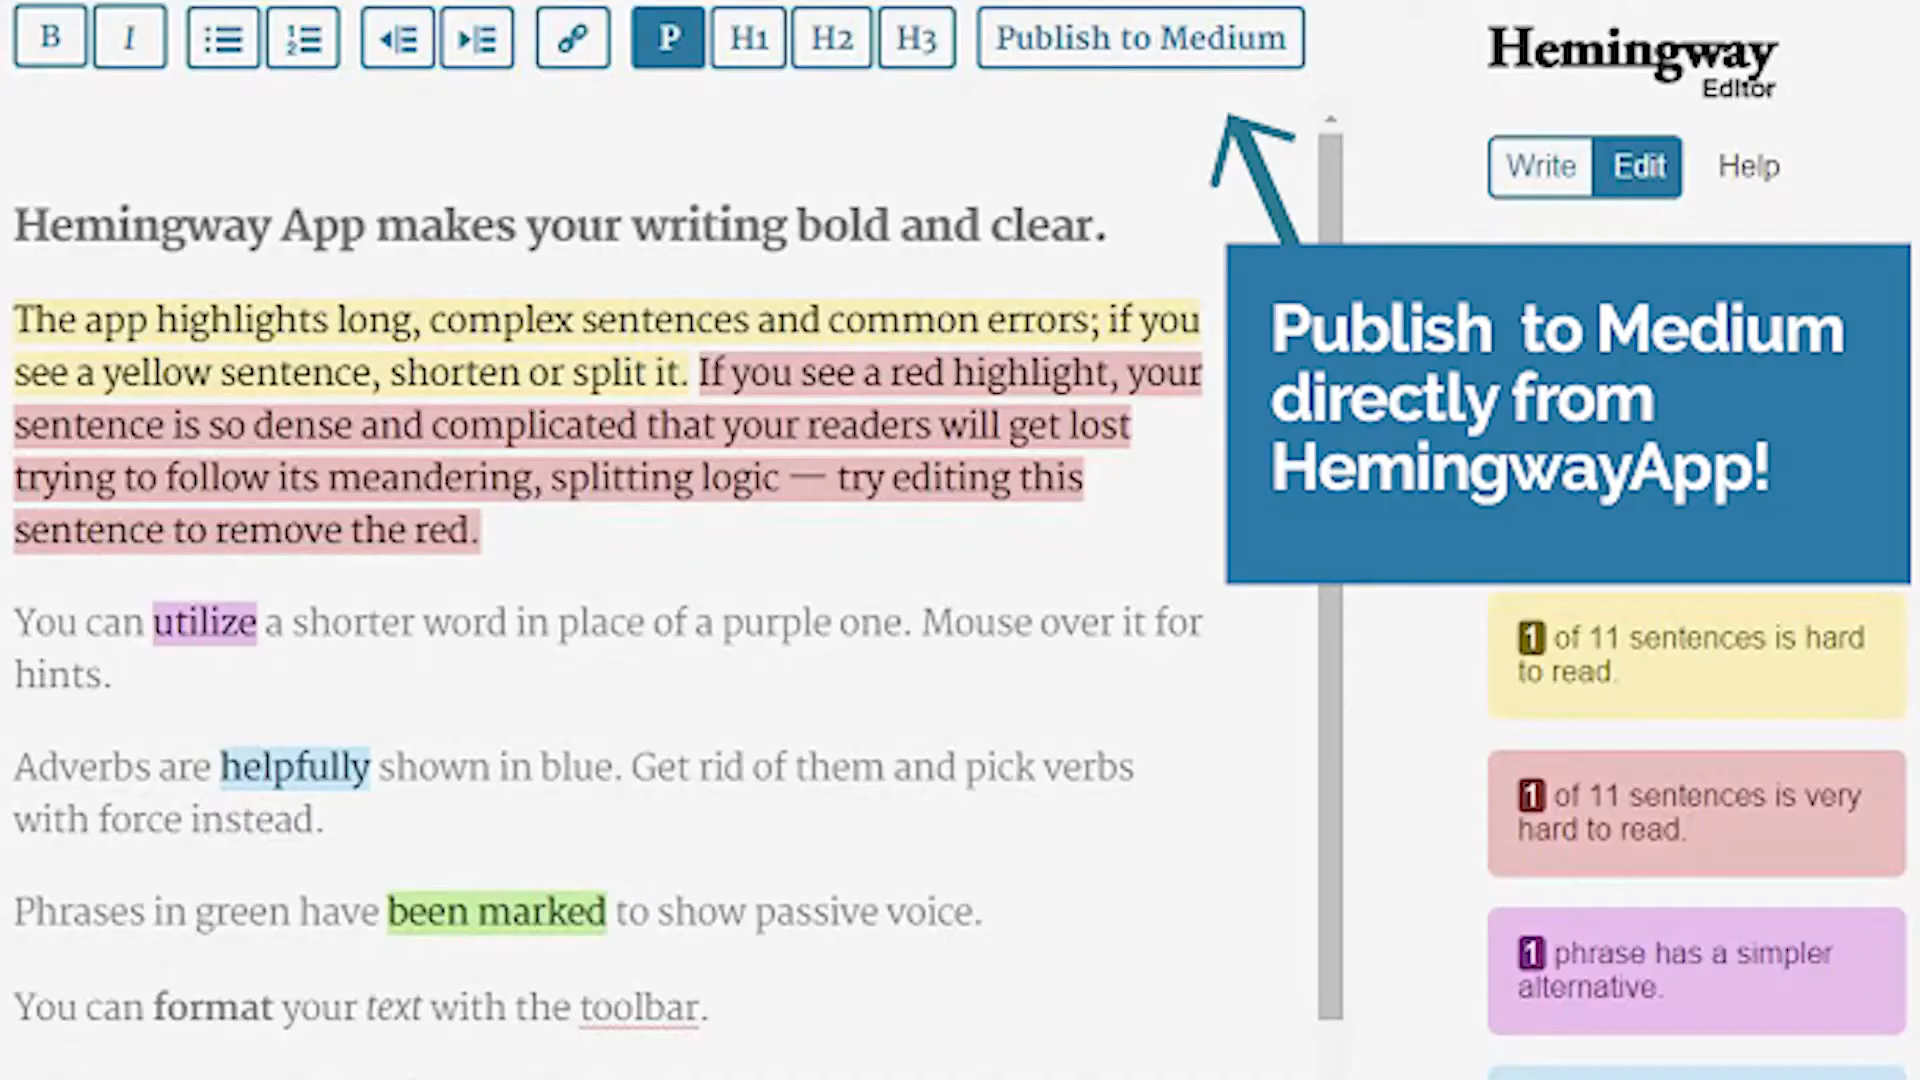 B I 1 2 P H1 H2 H3 Publish to Medium
Hemingway
Editor
Write Edit Help
Hemingway App makes your writing bold and clear.
The app highlights long, complex sentences and common errors; if you
see a yellow sentence, shorten or split it. If you see a red highlight, your
sentence is so dense and complicated that your readers will get lost
trying to follow its meandering, splitting logic — try editing this
sentence to remove the red.
You can utilize a shorter word in place of a purple one. Mouse over it for
hints.
Adverbs are helpfully shown in blue. Get rid of them and pick verbs
with force instead.
Phrases in green have been marked to show passive voice.
You can format your text with the toolbar.
Publish to Medium
directly from
HemingwayApp!
1 of 11 sentences is hard
to read.
1 of 11 sentences is very
hard to read.
1 phrase has a simpler
alternative.